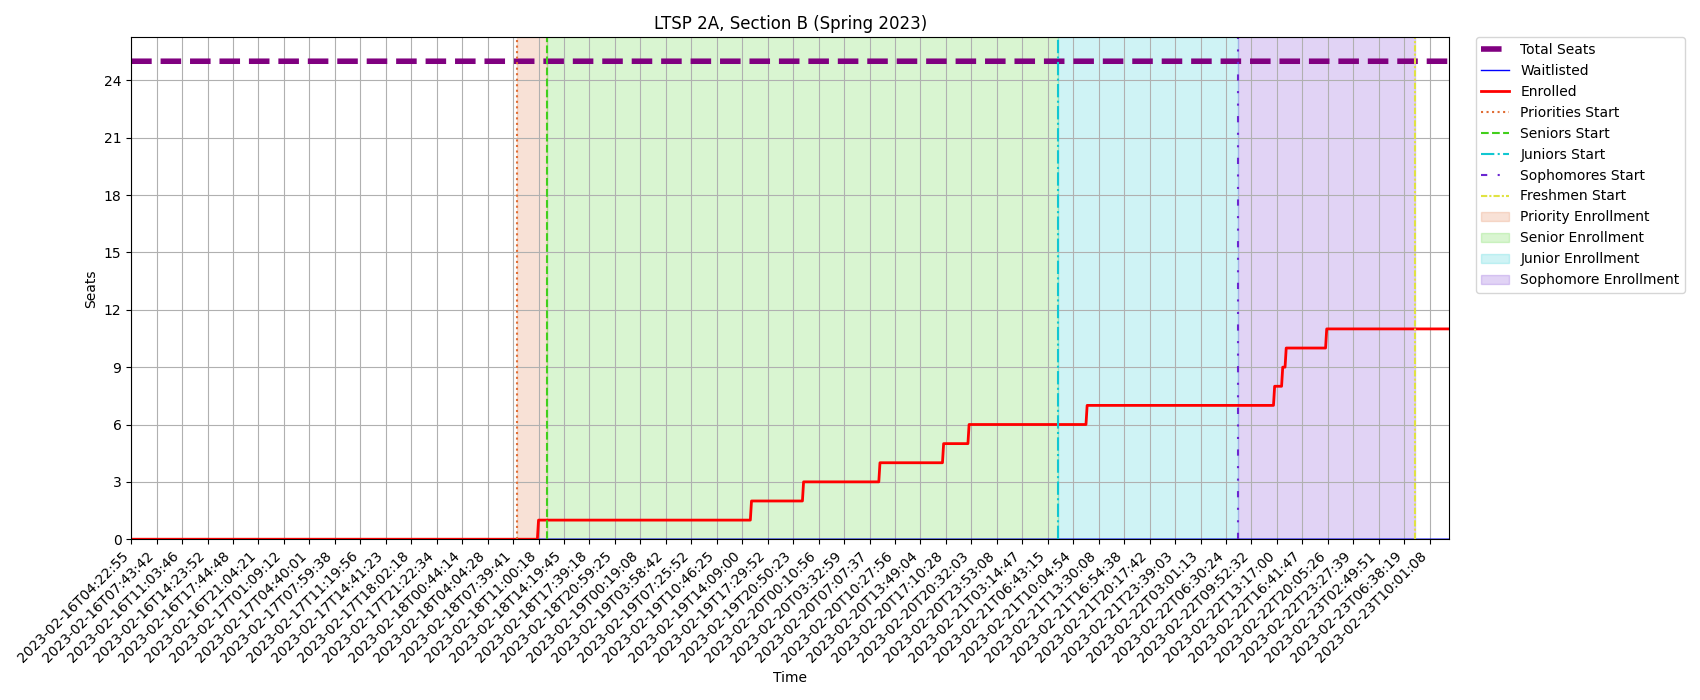 LTSP 2A, Section B (Spring 2023)
Seats
24
21
18
15
12
9
6
3
0
2023-02-16T04:22:55
2023-02-16T07:43:42
2023-02-16T11:03:46
2023-02-16T14:23:52
2023-02-16T17:44:48
2023-02-16T21:04:21
2023-02-17T01:09:12
2023-02-17T04:40:01
2023-02-17T07:59:38
2023-02-17T11:19:56
2023-02-17T14:41:23
2023-02-17T18:02:18
2023-02-17T21:22:34
2023-02-18T00:44:14
2023-02-18T04:04:28
2023-02-18T07:39:41
2023-02-18T11:00:18
2023-02-18T14:19:45
2023-02-18T17:39:18
2023-02-18T20:59:25
2023-02-19T00:19:08
2023-02-19T03:58:42
2023-02-19T07:25:52
2023-02-19T10:46:25
2023-02-19T14:09:00
2023-02-19T17:29:52
2023-02-19T20:50:23
2023-02-20T00:10:56
2023-02-20T03:32:59
2023-02-20T07:07:37
2023-02-20T10:27:56
2023-02-20T13:49:04
2023-02-20T17:10:28
2023-02-20T20:32:03
2023-02-20T23:53:08
2023-02-21T03:14:47
2023-02-21T06:43:15
2023-02-21T10:04:54
2023-02-21T13:30:08
2023-02-21T16:54:38
2023-02-21T20:17:42
2023-02-21T23:39:03
2023-02-22T03:01:13
2023-02-22T06:30:24
2023-02-22T09:52:32
2023-02-22T13:17:00
2023-02-22T16:41:47
2023-02-22T20:05:26
2023-02-22T23:27:39
2023-02-23T02:49:51
2023-02-23T06:38:19
2023-02-23T10:01:08
Time
Total Seats
Waitlisted
Enrolled
Priorities Start
Seniors Start
Juniors Start
Sophomores Start
Freshmen Start
Priority Enrollment
Senior Enrollment
Junior Enrollment
Sophomore Enrollment